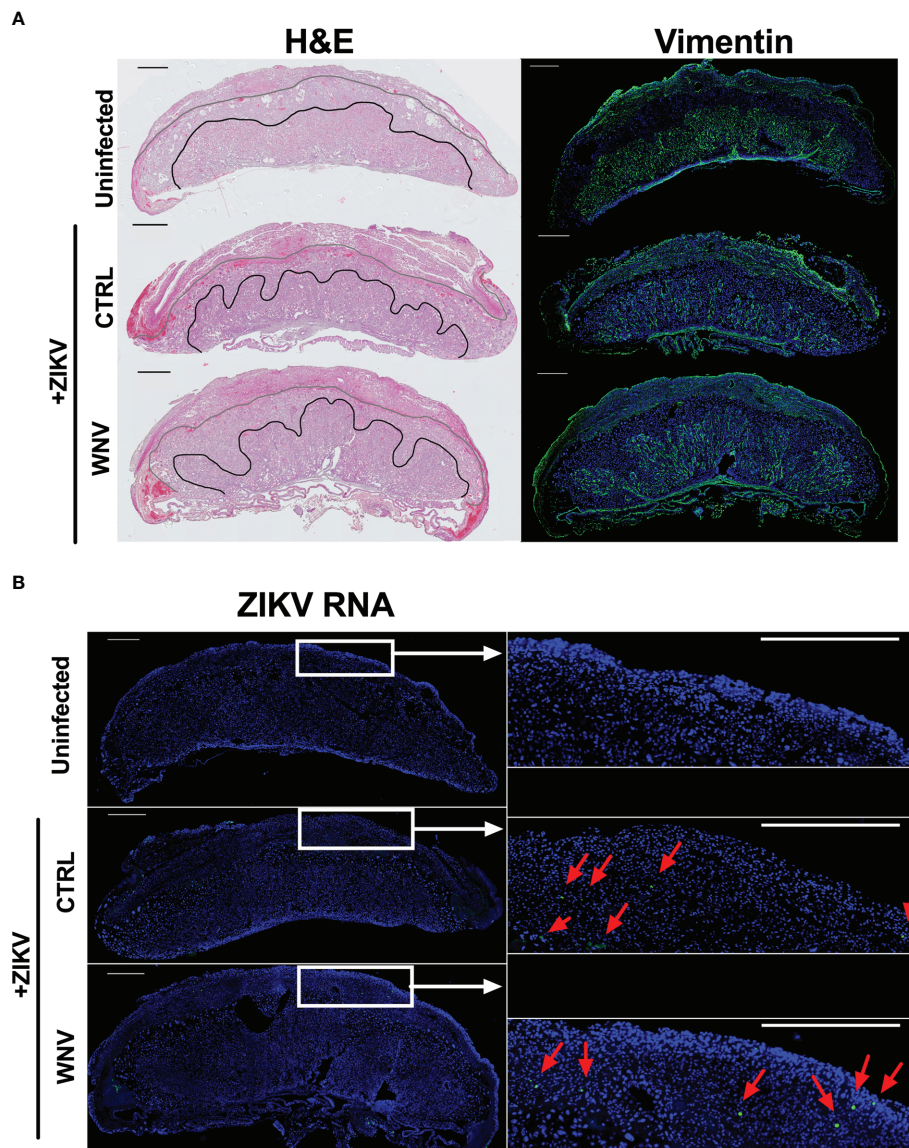 A
H&E
Vimentin
Uninfected
CTRL
WNV
+ZIKV
B
ZIKV RNA
Uninfected
CTRL
WNV
+ZIKV